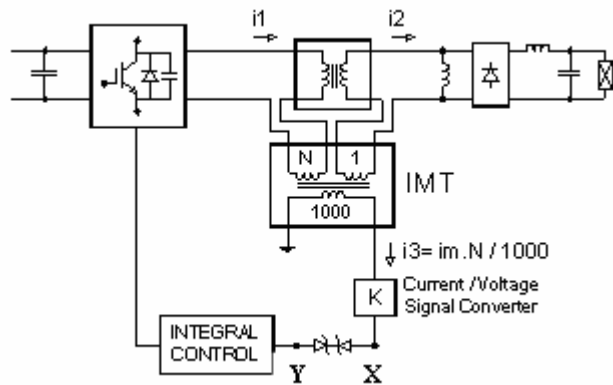 i1
i2
N
1
1000
IMT
i3= im.N / 1000
K
Current /Voltage
Signal Converter
INTEGRAL
CONTROL
Y
X